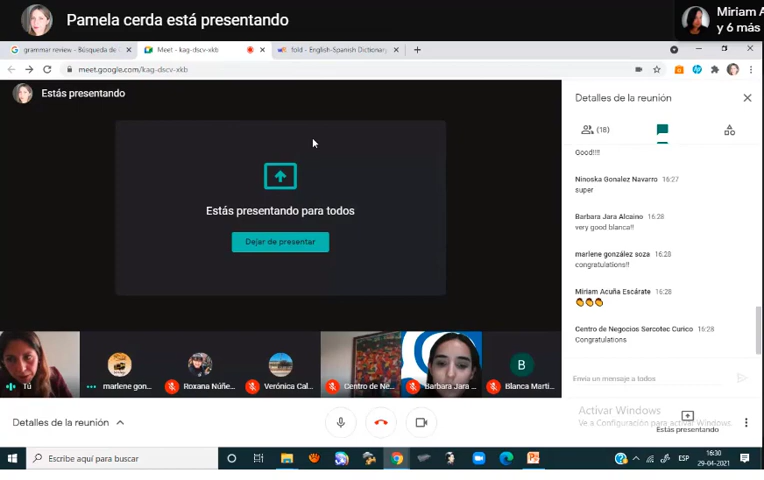 Pamela cerda está presentando
Miriam A
y 6 más
grammar review - Búsqueda de
Meet - kag-dscv-xkb
fold - English-Spanish Dictionary
meet.google.com/kag-dscv-xkb
Estás presentando
Detalles de la reunión
(18)
Good!!!!
Ninoska Gonalez Navarro 16:27
super
Barbara Jara Alcaino 16:28
very good blanca!!
marlene gonzález soza 16:28
congratulations!!
Miriam Acuña Escárate 16:28
👏👏👏
Centro de Negocios Sercotec Curico 16:28
Congratulations
Estás presentando para todos
Dejar de presentar
Tú
marlene gon...
Roxana Núñe...
Verónica Cal...
Centro de Ne...
Barbara Jara ...
B
Blanca Marti...
Envía un mensaje a todos
Detalles de la reunión
Activar Windows
Ve a Configuración para activar Windows.
Estás presentando
Escribe aquí para buscar
ESP
16:30
29-04-2021